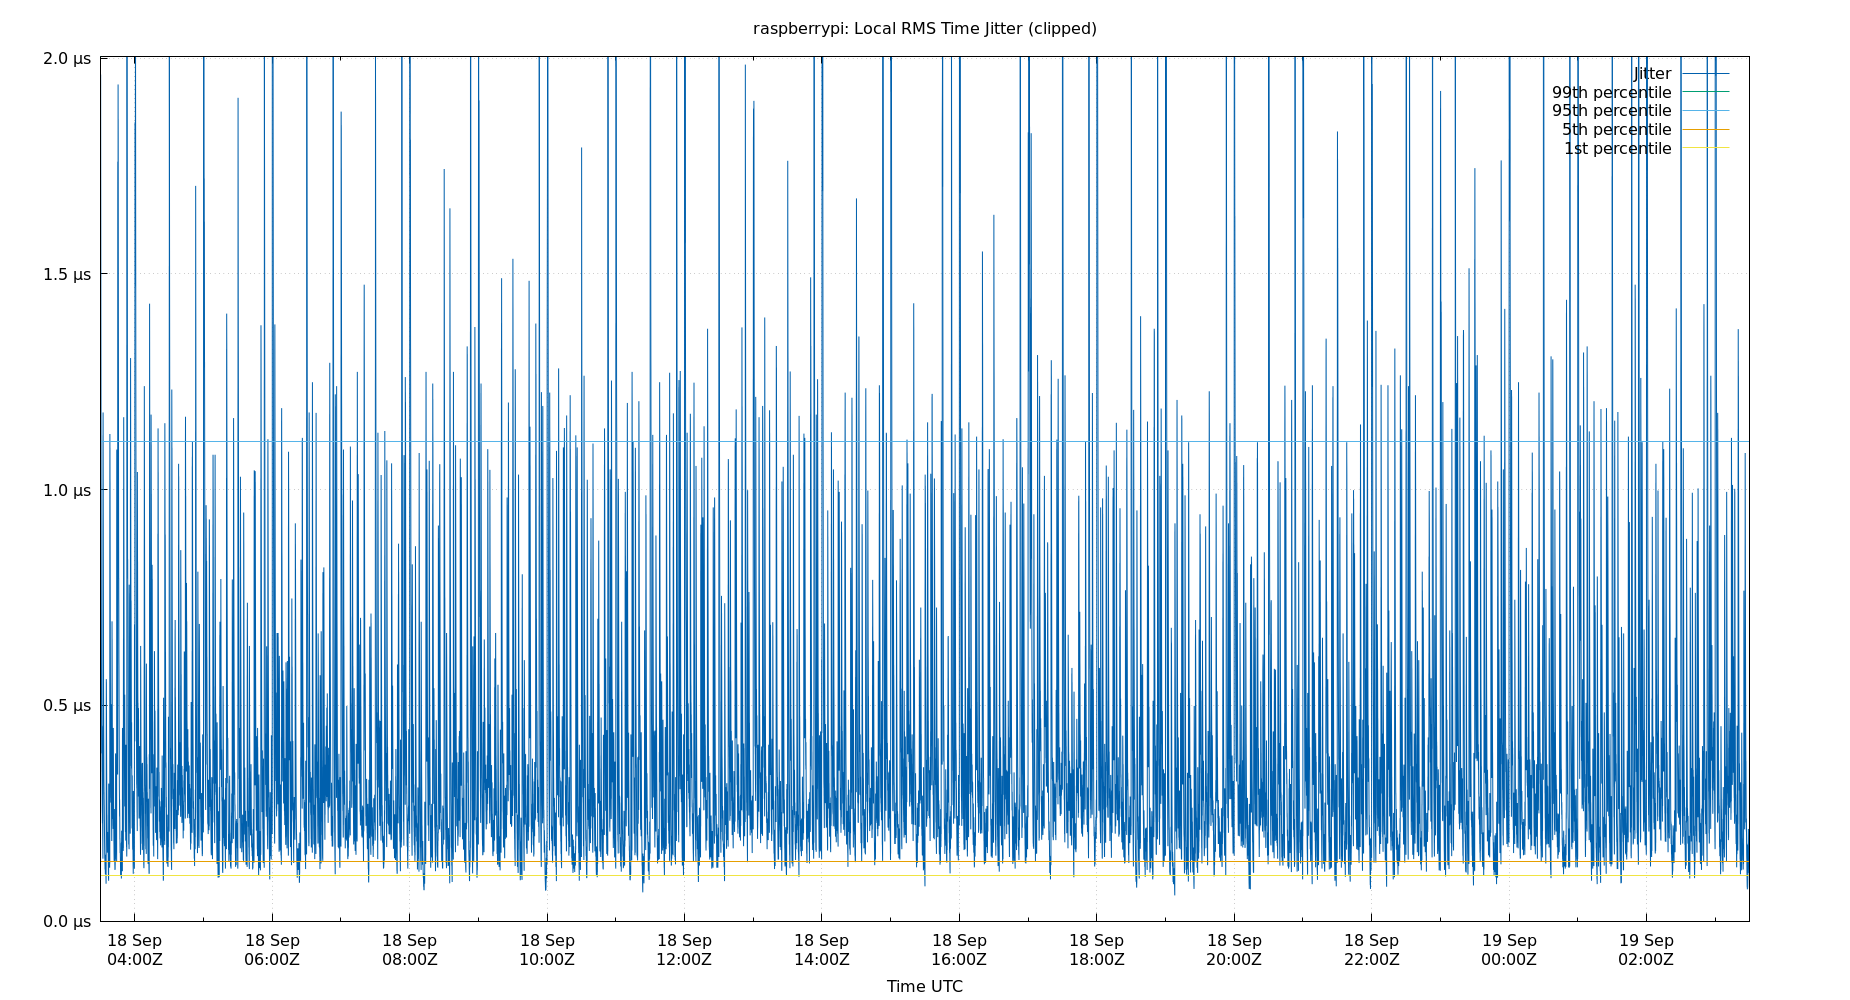 raspberrypi: Local RMS Time Jitter (clipped)
2.0 µs
1.5 µs
1.0 µs
0.5 µs
0.0 µs
Jitter
99th percentile
95th percentile
5th percentile
1st percentile
18 Sep 18 Sep 18 Sep 18 Sep 18 Sep 18 Sep 18 Sep 18 Sep 18 Sep 18 Sep 19 Sep 19 Sep
04:00Z 06:00Z 08:00Z 10:00Z 12:00Z 14:00Z 16:00Z 18:00Z 20:00Z 22:00Z 00:00Z 02:00Z
Time UTC